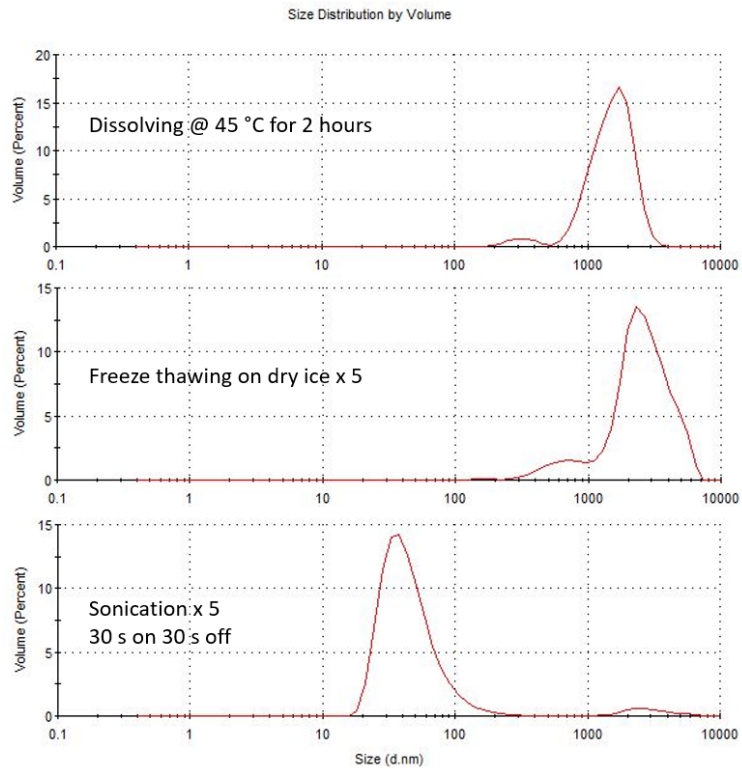 Size Distribution by Volume
Volume (Percent)
20
15
10
5
0
Dissolving @ 45 °C for 2 hours
0.1 1 10 100 1000 10000
Volume (Percent)
15
10
5
0
Freeze thawing on dry ice x 5
0.1 1 10 100 1000 10000
Volume (Percent)
15
10
5
0
Sonication x 5
30 s on 30 s off
0.1 1 10 100 1000 10000
Size (d.nm)